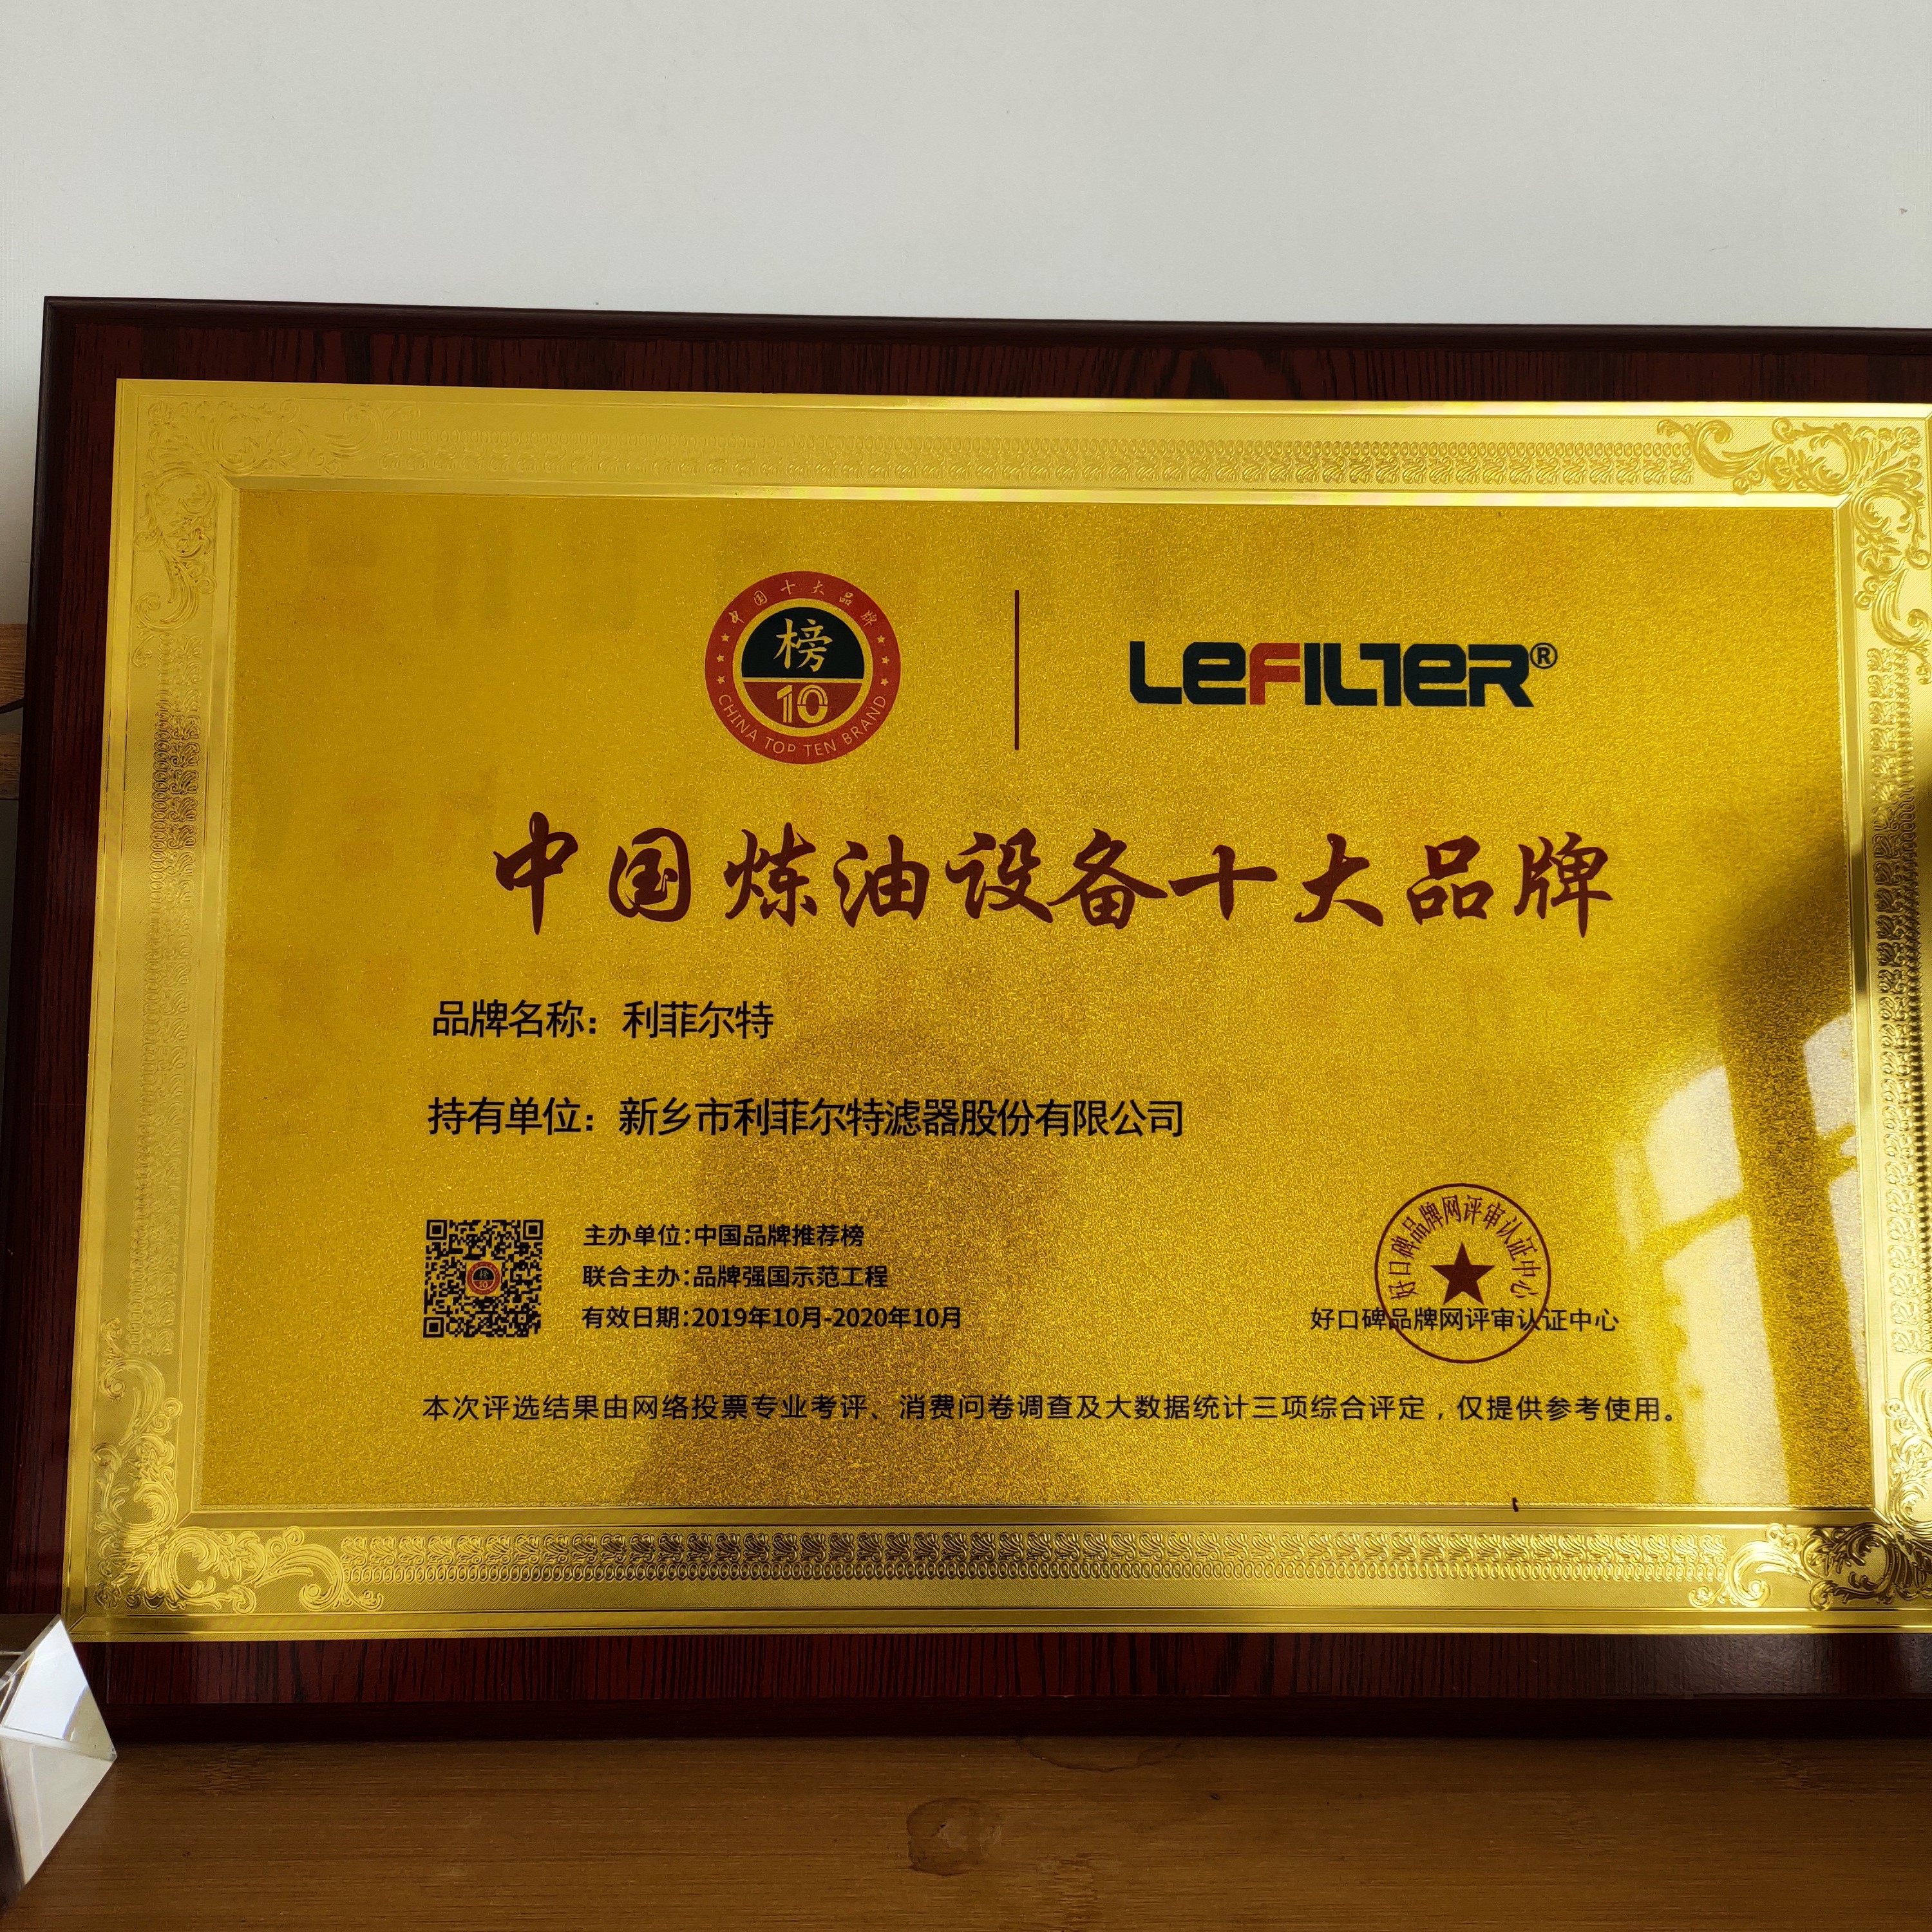 中国十大品牌
榜
10
CHINA TOP TEN BRAND
LEFILTER®
中国炼油设备十大品牌
品牌名称：利菲尔特
持有单位：新乡市利菲尔特滤器股份有限公司
榜
10
主办单位：中国品牌推荐榜
联合主办：品牌强国示范工程
有效日期：2019年10月-2020年10月
好口碑品牌网评审认证中心
好口碑品牌网评审认证中心
本次评选结果由网络投票专业考评、消费问卷调查及大数据统计三项综合评定，仅提供参考使用。